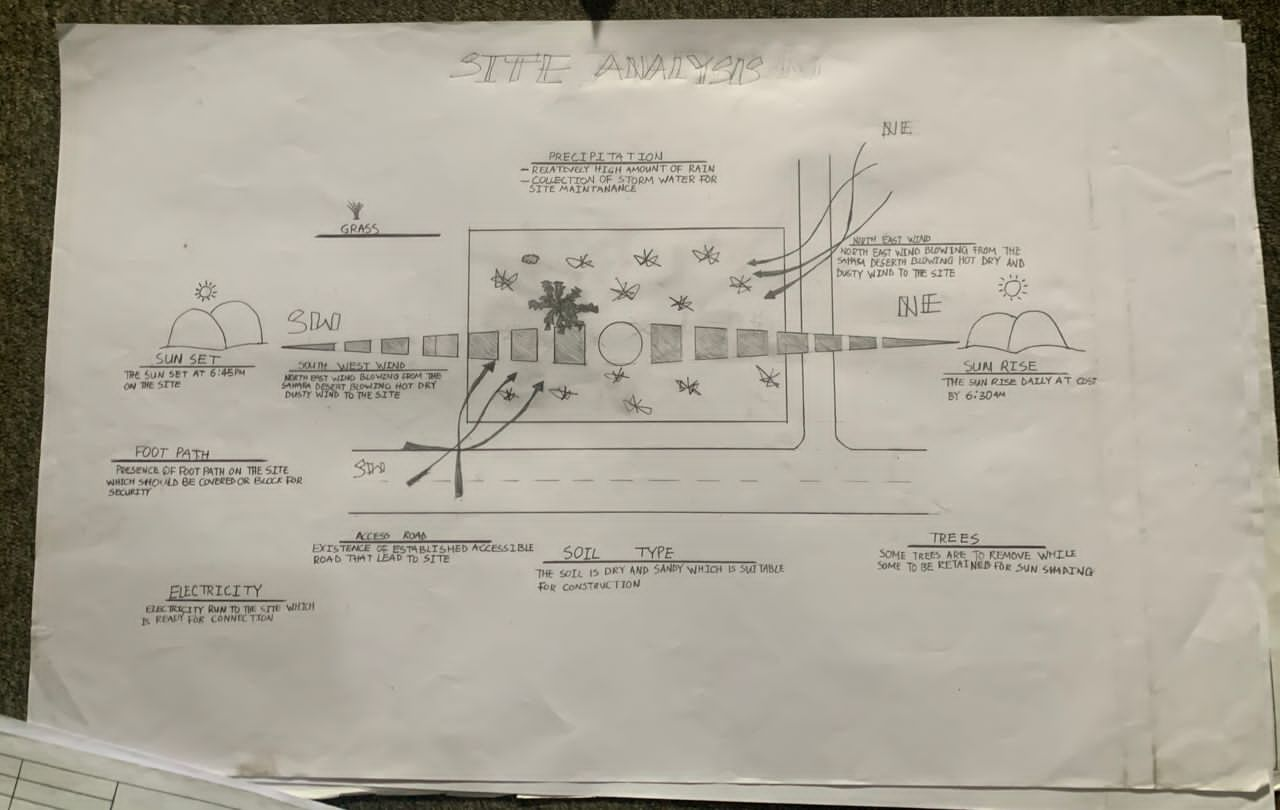 SITE ANALYSIS
NE
PRECIPITATION
- RELATIVELY HIGH AMOUNT OF RAIN
- COLLECTION OF STORM WATER FOR
SITE MAINTANANCE
GRASS
NORTH EAST WIND
NORTH EAST WIND BLOWING FROM THE
SAHARA DESERTH BLOWING HOT DRY AND
DUSTY WIND TO THE SITE
NE
SW
SUN SET
THE SUN SET AT 6:45PM
ON THE SITE
SOUTH WEST WIND
NORTH EAST WIND BLOWING FROM THE
SAHARA DESERT BLOWING HOT DRY
DUSTY WIND TO THE SITE
SUN RISE
THE SUN RISE DAILY AT
BY 6:30AM
FOOT PATH
PRESENCE OF FOOT PATH ON THE SITE
WHICH SHOULD BE COVERED OR BLOCK FOR
SECURITY
SW
ACCESS ROAD
EXISTENCE OF ESTABLISHED ACCESSIBLE
ROAD THAT LEAD TO SITE
SOIL TYPE
THE SOIL IS DRY AND SANDY WHICH IS SUITABLE
FOR CONSTRUCTION
TREES
SOME TREES ARE TO REMOVE WHILE
SOME TO BE RETAINED FOR SUN SHADING
ELECTRICITY
ELECTRICITY RUN TO THE SITE WHICH
IS READY FOR CONNECTION